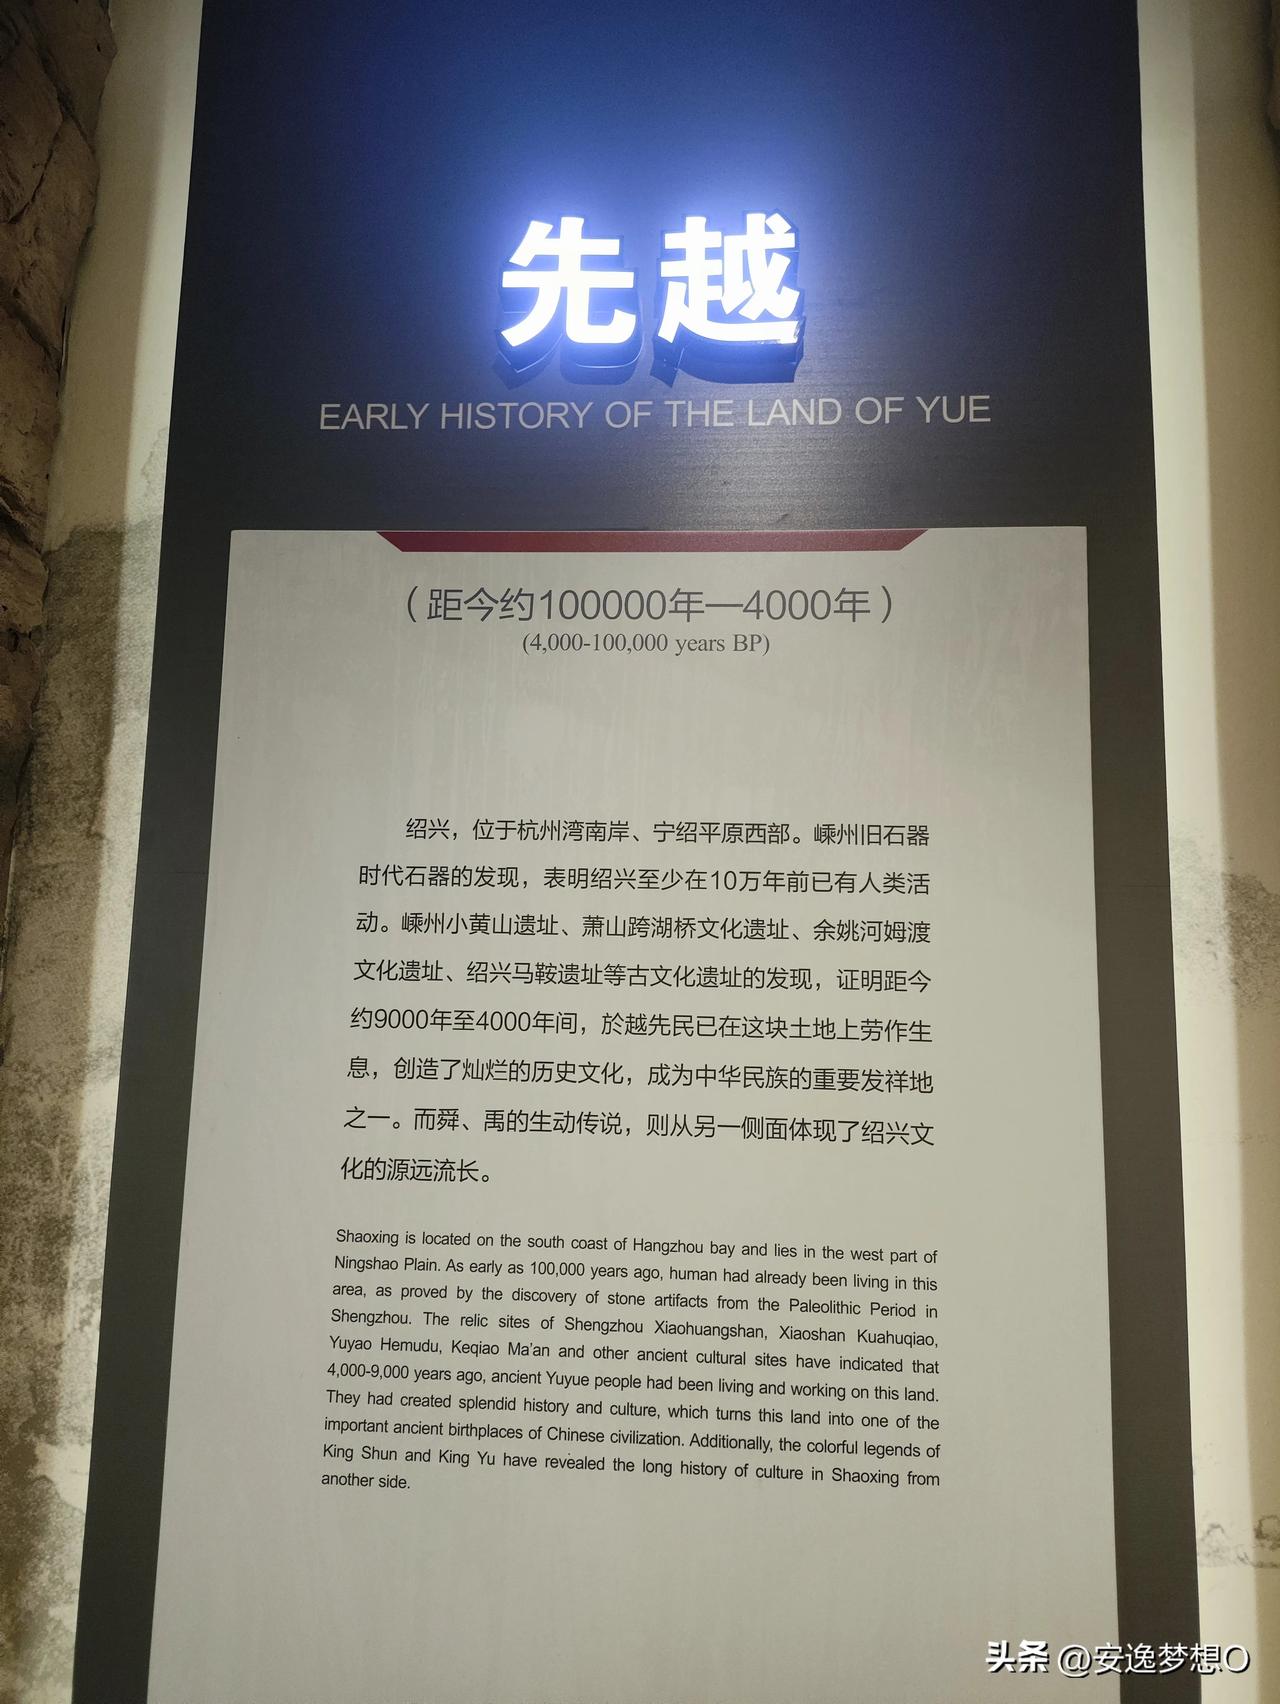 先越
EARLY HISTORY OF THE LAND OF YUE
（距今约100000年—4000年）
(4,000-100,000 years BP)
绍兴，位于杭州湾南岸、宁绍平原西部。嵊州旧石器
时代石器的发现，表明绍兴至少在10万年前已有人类活
动。嵊州小黄山遗址、萧山跨湖桥文化遗址、余姚河姆渡
文化遗址、绍兴马鞍遗址等古文化遗址的发现，证明距今
约9000年至4000年间，於越先民已在这块土地上劳作生
息，创造了灿烂的历史文化，成为中华民族的重要发祥地
之一。而舜、禹的生动传说，则从另一侧面体现了绍兴文
化的源远流长。
Shaoxing is located on the south coast of Hangzhou bay and lies in the west part of
Ningshao Plain. As early as 100,000 years ago, human had already been living in this
area, as proved by the discovery of stone artifacts from the Paleolithic Period in
Shengzhou. The relic sites of Shengzhou Xiaohuangshan, Xiaoshan Kuahuqiao,
Yuyao Hemudu, Keqiao Ma'an and other ancient cultural sites have indicated that
4,000-9,000 years ago, ancient Yuyue people had been living and working on this land.
They had created splendid history and culture, which turns this land into one of the
important ancient birthplaces of Chinese civilization. Additionally, the colorful legends of
King Shun and King Yu have revealed the long history of culture in Shaoxing from
another side.
头条 @安逸梦想O